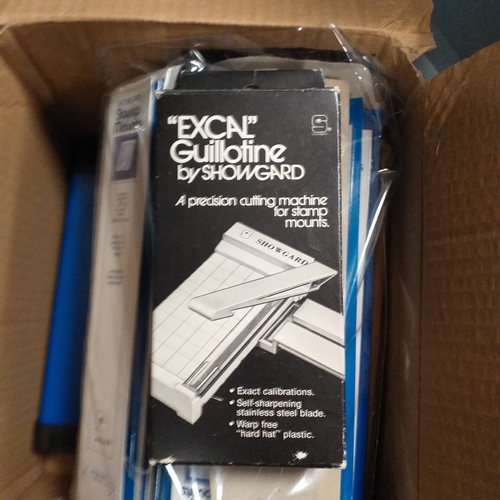 "EXCAL"
Guillotine
by SHOWGARD
A precision cutting machine
for stamp
mounts.
SHOWGARD
• Exact calibrations.
• Self-sharpening
stainless steel blade.
• Warp free
"hard hat" plastic.